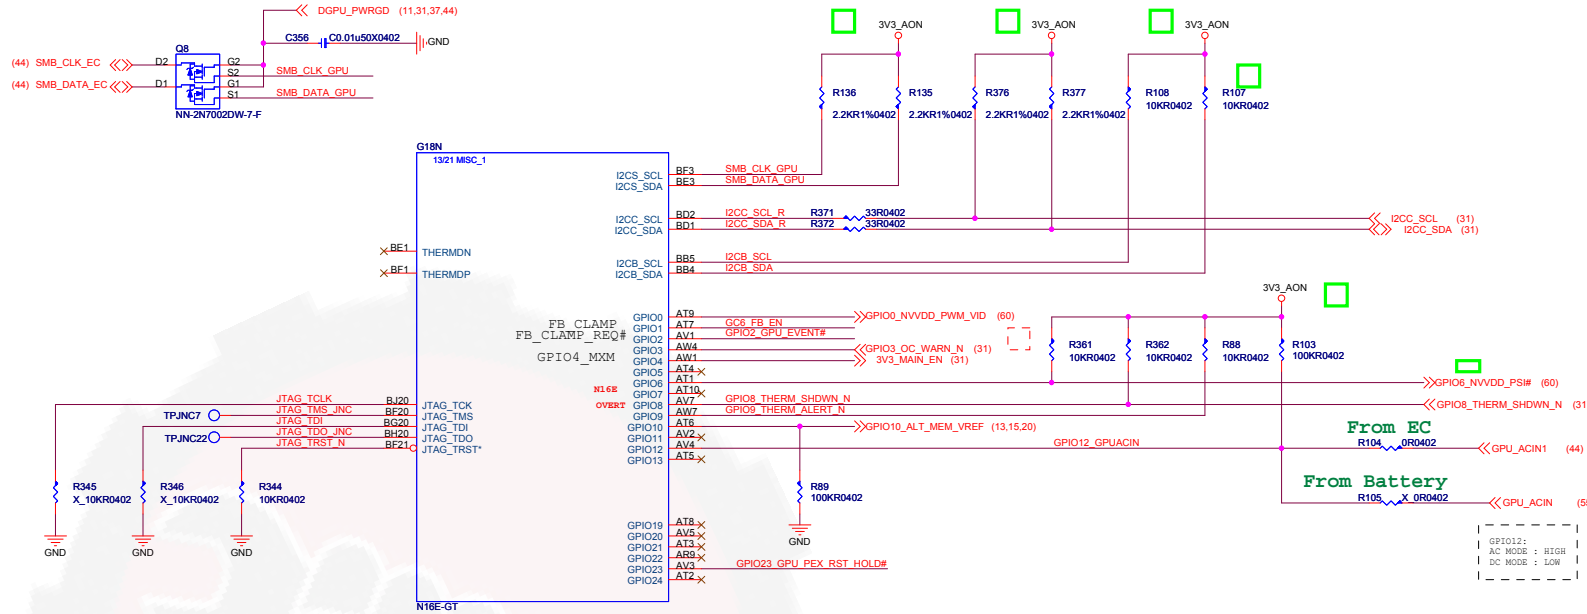 DGPU_PWRGD (11,31,37,44)
C356 C0.01u50X0402
GND
Q8
(44) SMB_CLK_EC D2 G2
S2 SMB_CLK_GPU
(44) SMB_DATA_EC D1 G1
S1 SMB_DATA_GPU
NN-2N7002DW-7-F
3V3_AON 3V3_AON 3V3_AON
R136 R135 R376 R377 R108 R107
2.2KR1%0402 2.2KR1%0402 2.2KR1%0402 2.2KR1%0402 10KR0402 10KR0402
G18N
13/21 MISC_1
I2CS_SCL BF3 SMB_CLK_GPU
I2CS_SDA BE3 SMB_DATA_GPU
I2CC_SCL BD2 I2CC_SCL_R R371 33R0402 I2CC_SCL (31)
I2CC_SDA BD1 I2CC_SDA_R R372 33R0402 I2CC_SDA (31)
BE1 THERMDN
I2CB_SCL BB5 I2CB_SCL
BF1 THERMDP I2CB_SDA BB4 I2CB_SDA
3V3_AON
GPIO0 AT9 GPIO0_NVVDD_PWM_VID (60)
FB_CLAMP GPIO1 AT7 GC6_FB_EN
FB_CLAMP_REQ# GPIO2 AV1 GPIO2_GPU_EVENT#
GPIO3 AW4 GPIO3_OC_WARN_N (31)
GPIO4_MXM GPIO4 AW1 3V3_MAIN_EN (31)
R361 R362 R88 R103
10KR0402 10KR0402 10KR0402 100KR0402
GPIO5 AT4
GPIO6 AT1 GPIO6_NVVDD_PSI# (60)
N16E GPIO7 AT10
OVERT GPIO8 AV7 GPIO8_THERM_SHDWN_N GPIO8_THERM_SHDWN_N (31
GPIO9 AW7 GPIO9_THERM_ALERT_N
GPIO10 AT6 GPIO10_ALT_MEM_VREF (13,15,20)
GPIO11 AV2
GPIO12 AV4 GPIO12_GPUACIN
GPIO13 AT5
JTAG_TCLK BJ20 JTAG_TCK
TPJNC7 JTAG_TMS_JNC BF20 JTAG_TMS
JTAG_TDI BG20 JTAG_TDI
TPJNC22 JTAG_TDO_JNC BH20 JTAG_TDO
JTAG_TRST_N BF21 JTAG_TRST*
From EC
R104 0R0402 GPU_ACIN1 (44)
From Battery
R105 X_0R0402 GPU_ACIN
R345 R346 R344 R89
X_10KR0402 X_10KR0402 10KR0402 100KR0402
GND GND GND GND
GPIO19 AT8
GPIO20 AV5
GPIO21 AT3
GPIO22 AR9
GPIO23 AV3 GPIO23_GPU_PEX_RST_HOLD#
GPIO24 AT2
N16E-GT
GPIO12:
AC MODE : HIGH
DC MODE : LOW